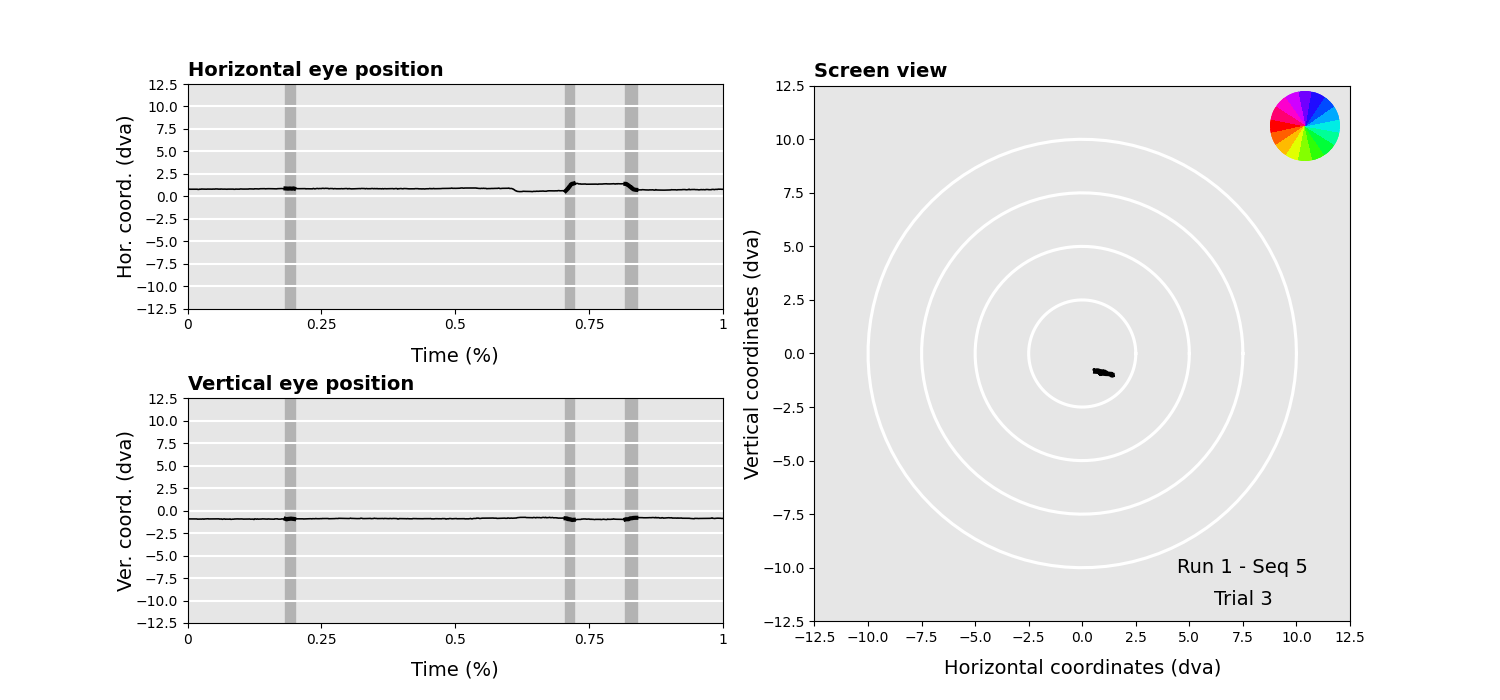 Horizontal eye position
Hor. coord. (dva)
12.5
10.0
7.5
5.0
2.5
0.0
−2.5
−5.0
−7.5
−10.0
−12.5
0 0.25 0.5 0.75 1
Time (%)
Vertical eye position
Ver. coord. (dva)
12.5
10.0
7.5
5.0
2.5
0.0
−2.5
−5.0
−7.5
−10.0
−12.5
0 0.25 0.5 0.75 1
Time (%)
Screen view
Vertical coordinates (dva)
12.5
10.0
7.5
5.0
2.5
0.0
−2.5
−5.0
−7.5
−10.0
−12.5
Run 1 - Seq 5
Trial 3
−12.5 −10.0 −7.5 −5.0 −2.5 0.0 2.5 5.0 7.5 10.0 12.5
Horizontal coordinates (dva)